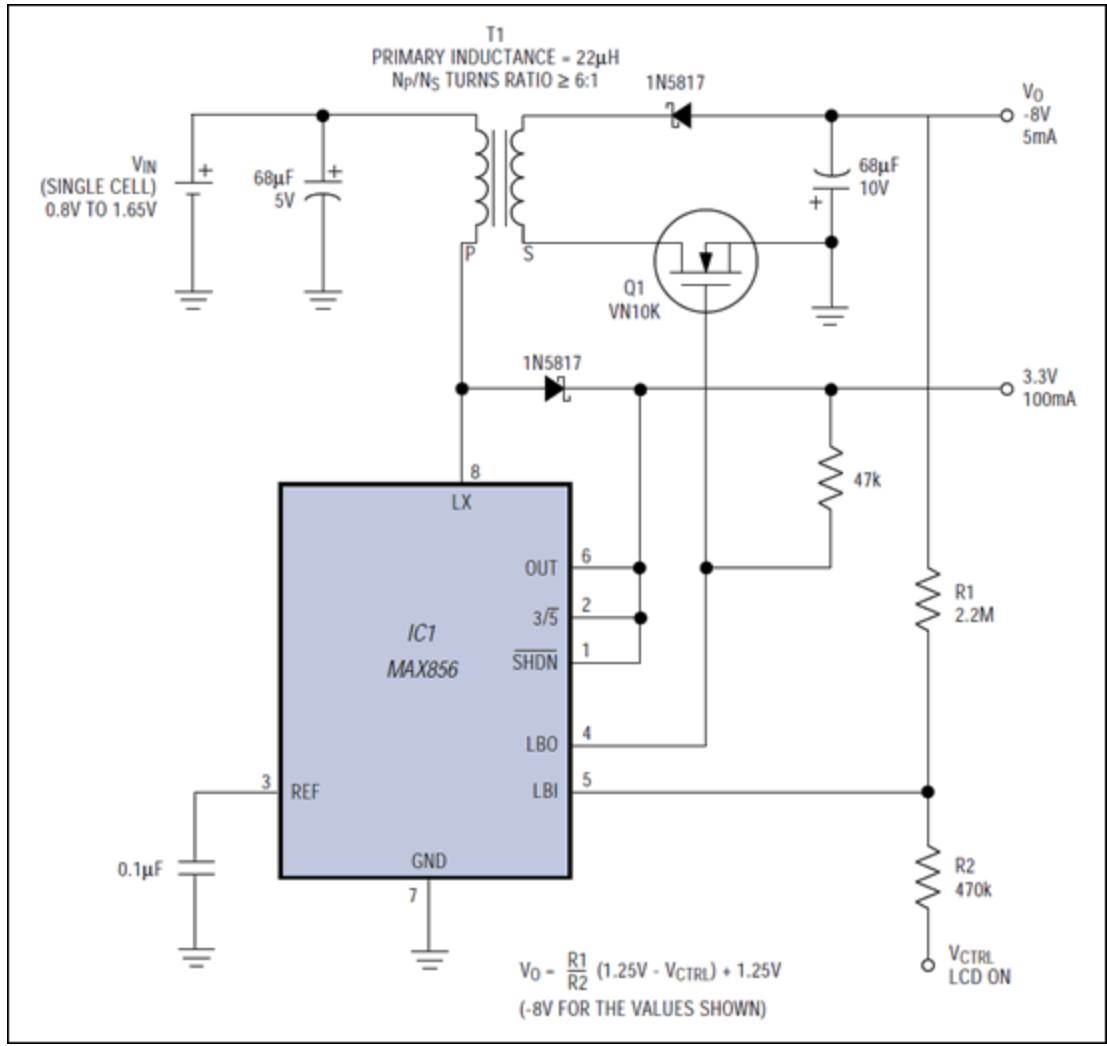 T1
PRIMARY INDUCTANCE = 22μH
NP/NS TURNS RATIO ≥ 6:1
1N5817
VO
-8V
5mA
VIN
(SINGLE CELL)
0.8V TO 1.65V
+
68μF
5V
+
68μF
10V
+
P
S
Q1
VN10K
1N5817
3.3V
100mA
47k
8
LX
OUT
6
3/5
2
SHDN
1
IC1
MAX856
LBO
4
LBI
5
3
REF
GND
7
0.1μF
R1
2.2M
R2
470k
VCTRL
LCD ON
VO = R1/R2 (1.25V - VCTRL) + 1.25V
(-8V FOR THE VALUES SHOWN)